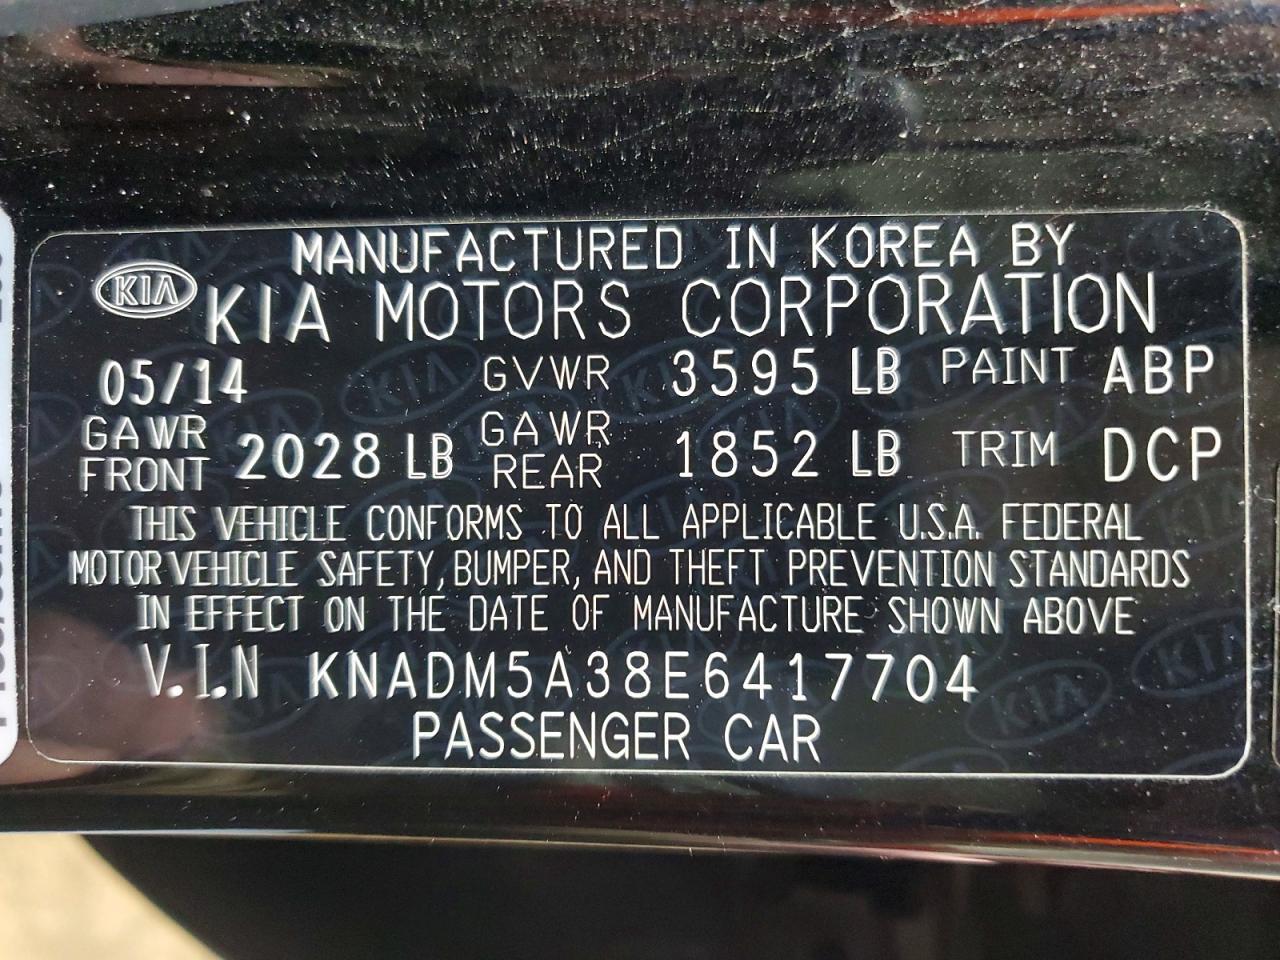 MANUFACTURED IN KOREA BY
KIA KIA MOTORS CORPORATION
05/14 GVWR 3595 LB PAINT ABP
GAWR FRONT 2028 LB GAWR REAR 1852 LB TRIM DCP
THIS VEHICLE CONFORMS TO ALL APPLICABLE U.S.A. FEDERAL
MOTOR VEHICLE SAFETY, BUMPER, AND THEFT PREVENTION STANDARDS
IN EFFECT ON THE DATE OF MANUFACTURE SHOWN ABOVE
V.I.N KNADM5A38E6417704
PASSENGER CAR